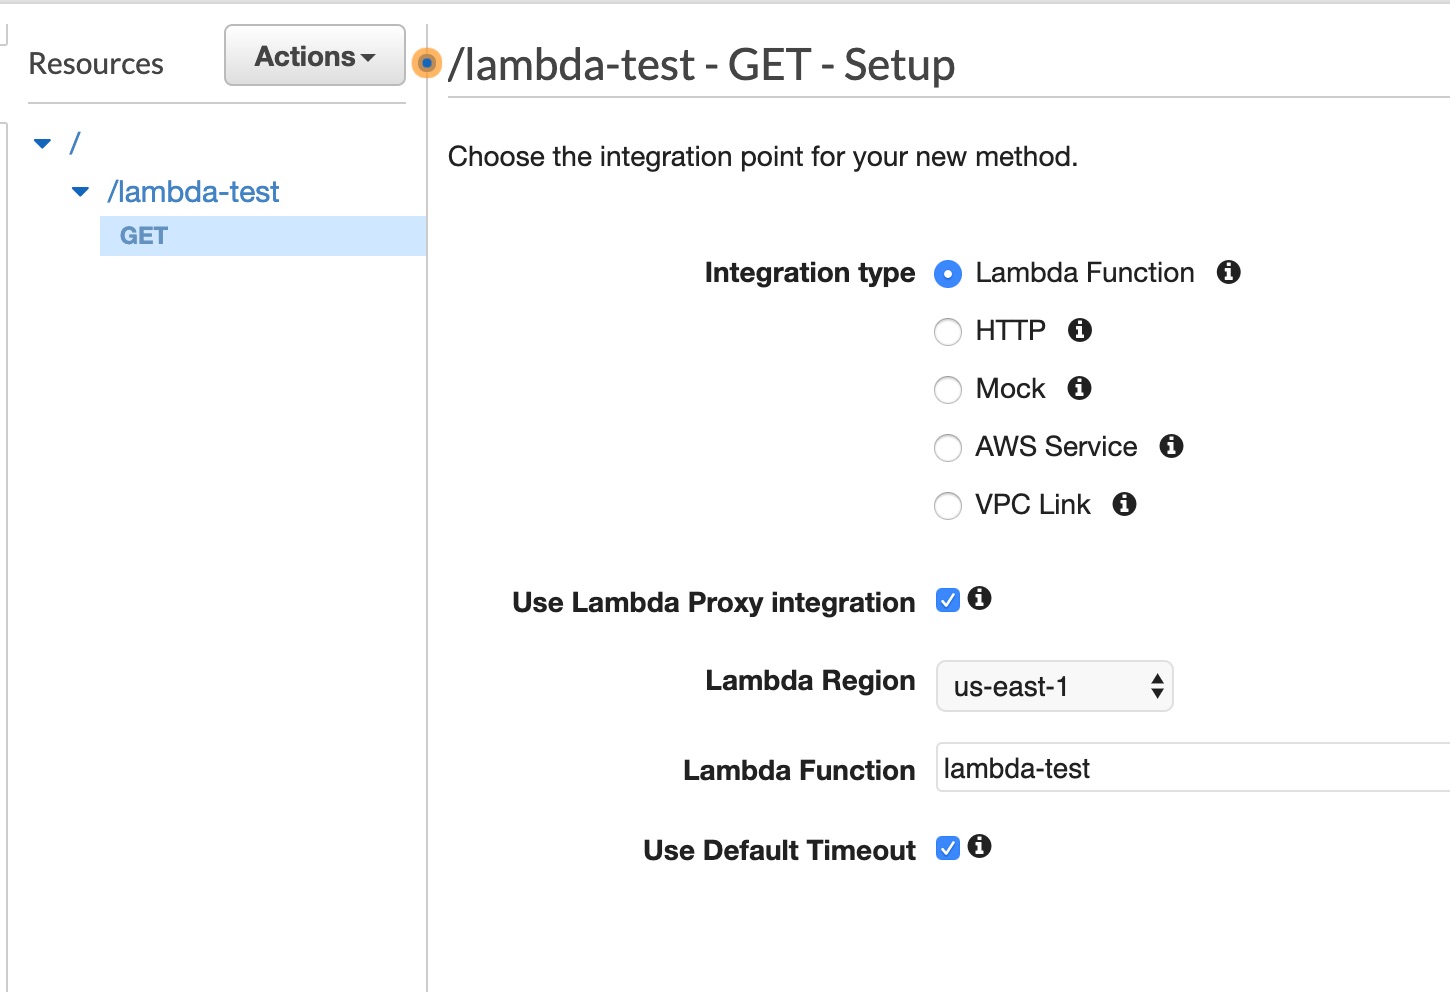 Resources
Actions
/
/lambda-test
GET
/lambda-test - GET - Setup
Choose the integration point for your new method.
Integration type
Lambda Function
HTTP
Mock
AWS Service
VPC Link
Use Lambda Proxy integration
Lambda Region us-east-1
Lambda Function lambda-test
Use Default Timeout